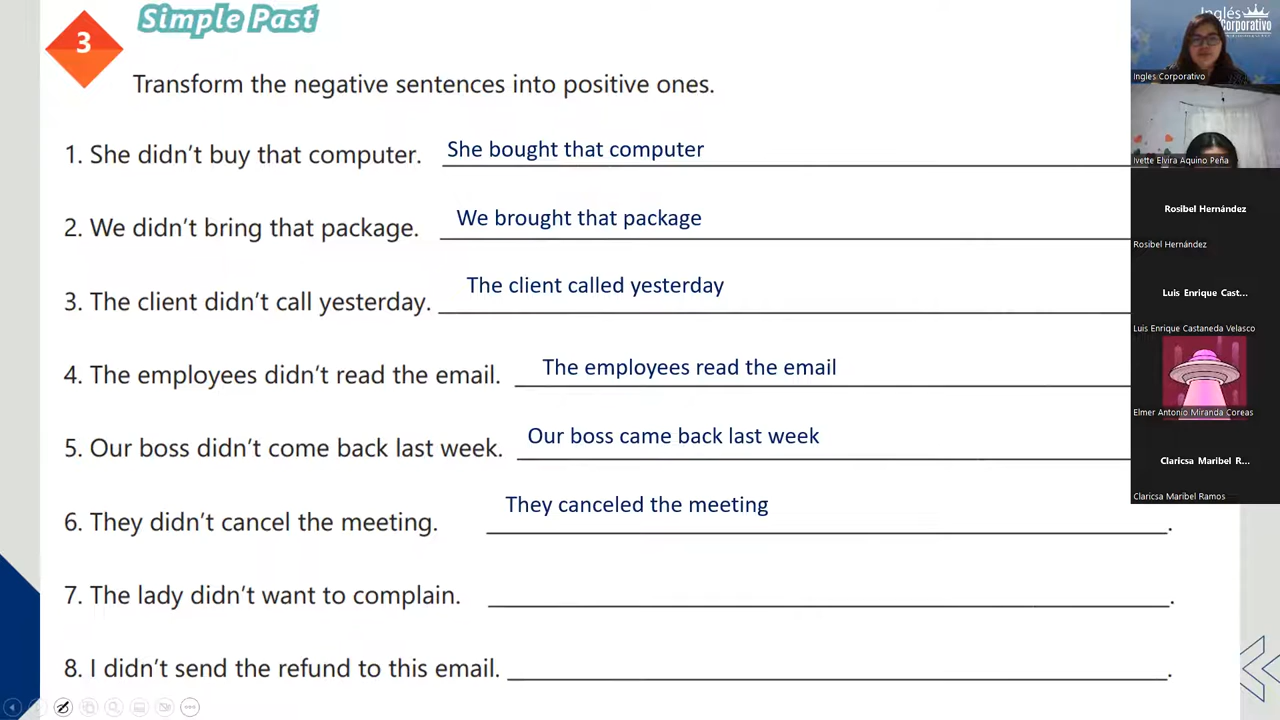 Simple Past
3
Transform the negative sentences into positive ones.
1. She didn't buy that computer. She bought that computer
2. We didn't bring that package. We brought that package
3. The client didn't call yesterday. The client called yesterday
4. The employees didn't read the email. The employees read the email
5. Our boss didn't come back last week. Our boss came back last week
6. They didn't cancel the meeting. They canceled the meeting .
7. The lady didn't want to complain. .
8. I didn't send the refund to this email. .
Inglés
Corporativo
Ingles Corporativo
Ivette Elvira Aquino Peña
Rosibel Hernández
Rosibel Hernández
Luis Enrique Cast...
Luis Enrique Castaneda Velasco
Elmer Antonio Miranda Coreas
Claricsa Maribel R...
Claricsa Maribel Ramos